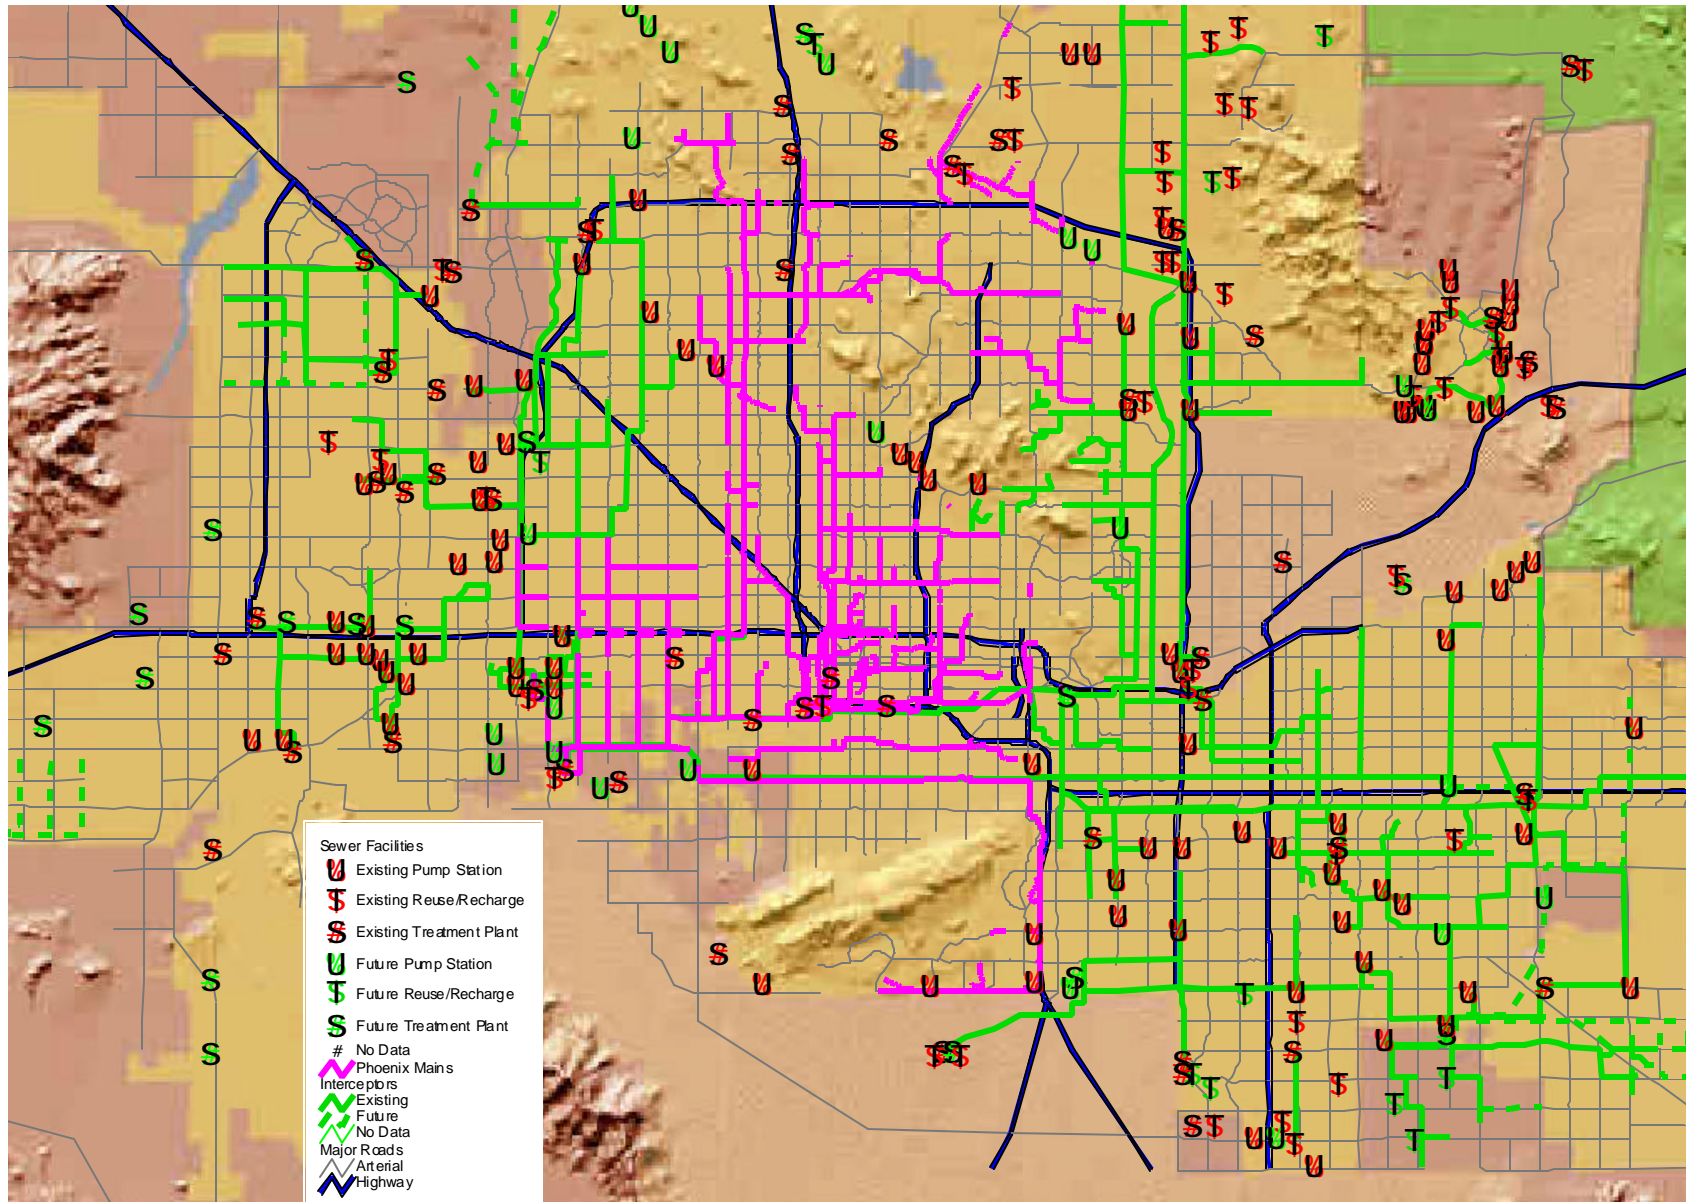 Sewer Facilities
Existing Pump Station
Existing Reuse/Recharge
Existing Treatment Plant
Future Pump Station
Future Reuse/Recharge
Future Treatment Plant
# No Data
Phoenix Mains
Interceptors
Existing
Future
No Data
Major Roads
Arterial
Highway